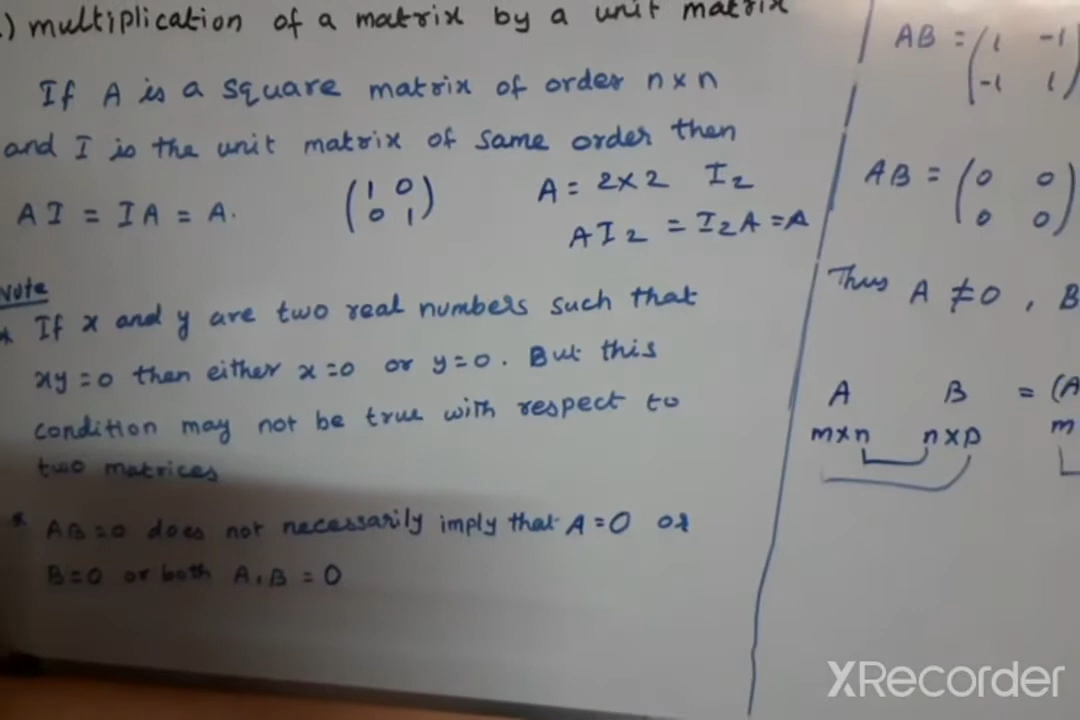 .) multiplication of a matrix by a unit matrix
If A is a square matrix of order n×n
and I is the unit matrix of same order then
AI = IA = A.
(1 0
0 1)
A = 2×2 I₂
AI₂ = I₂A = A
Note
* If x and y are two real numbers such that
xy = 0 then either x=0 or y=0. But this
condition may not be true with respect to
two matrices
* AB=0 does not necessarily imply that A=0 or
B=0 or both A, B = 0
AB = (1 -1
-1 1)
AB = (0 0
0 0)
Thus A ≠ 0, B
A B = (A
m×n n×p m
XRecorder